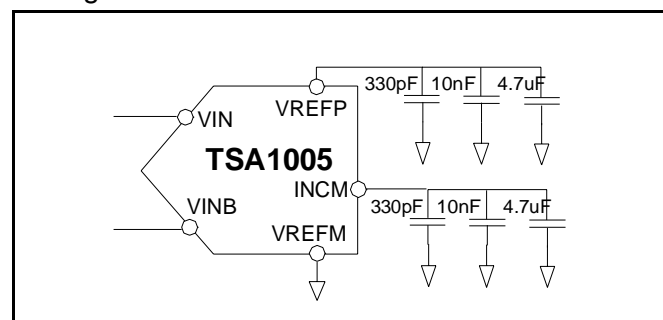 330pF 10nF 4.7uF
VREFP
VIN
TSA1005
INCM
330pF 10nF 4.7uF
VINB
VREFM